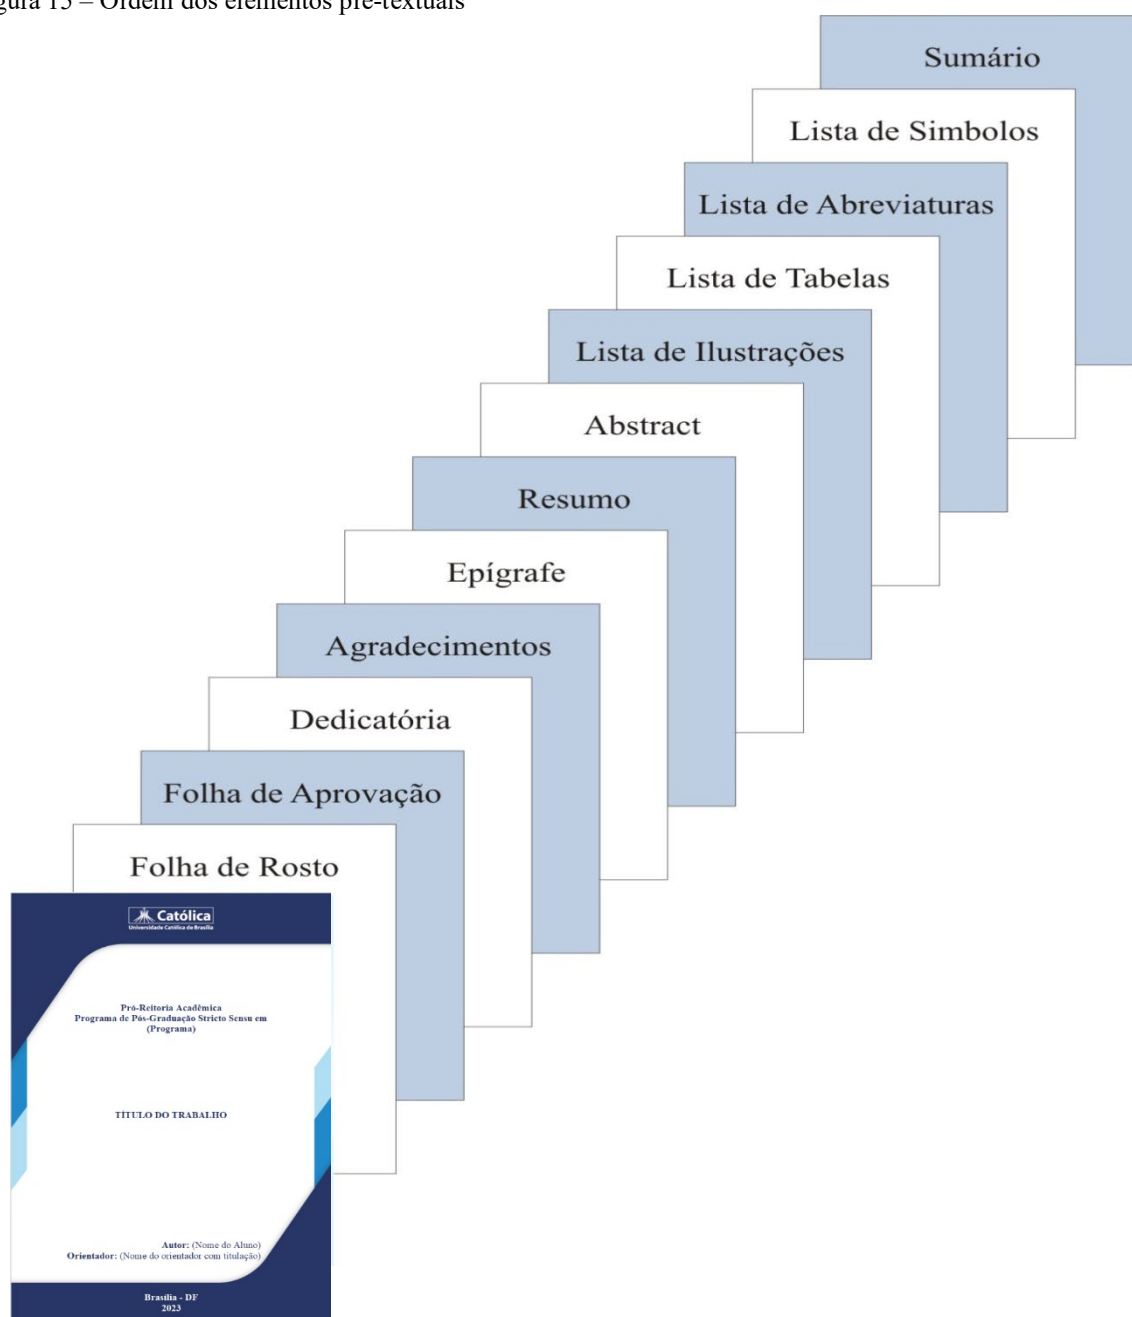 gura 15 – Ordem dos elementos pré-textuais
Sumário
Lista de Simbolos
Lista de Abreviaturas
Lista de Tabelas
Lista de Ilustrações
Abstract
Resumo
Epígrafe
Agradecimentos
Dedicatória
Folha de Aprovação
Folha de Rosto
Católica
Universidade Católica de Brasília
Pró-Reitoria Acadêmica
Programa de Pós-Graduação Stricto Sensu em
(Programa)
TÍTULO DO TRABALHO
Autor: (Nome do Aluno)
Orientador: (Nome do orientador com titulação)
Brasília - DF
2023